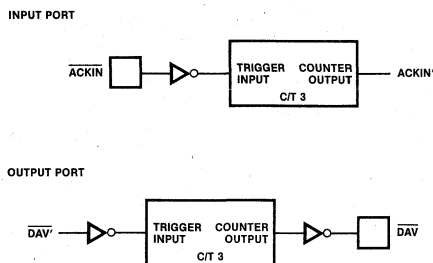 INPUT PORT
ACKIN
TRIGGER INPUT
COUNTER OUTPUT
C/T 3
ACKIN'
OUTPUT PORT
DAV'
TRIGGER INPUT
COUNTER OUTPUT
C/T 3
DAV